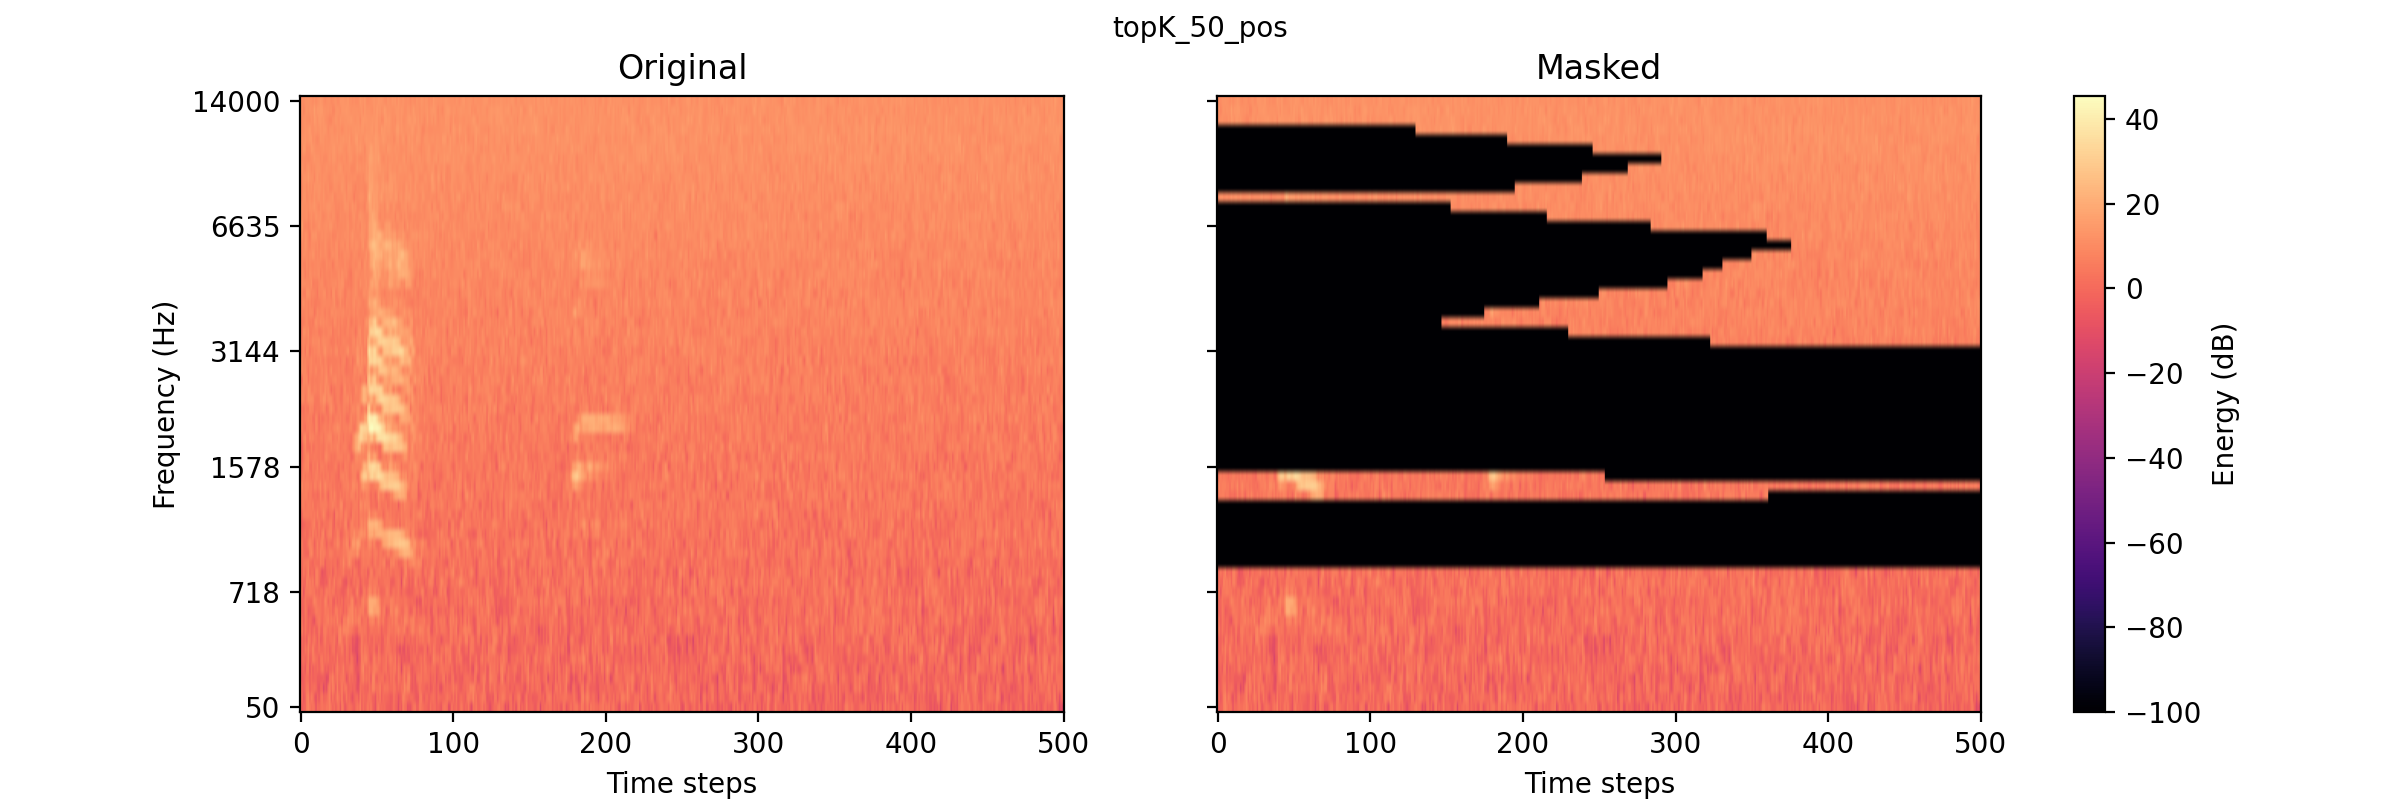 topK_50_pos
Original
Masked
14000
6635
3144
1578
718
50
Frequency (Hz)
0 100 200 300 400 500
Time steps
0 100 200 300 400 500
Time steps
40
20
0
−20
−40
−60
−80
−100
Energy (dB)